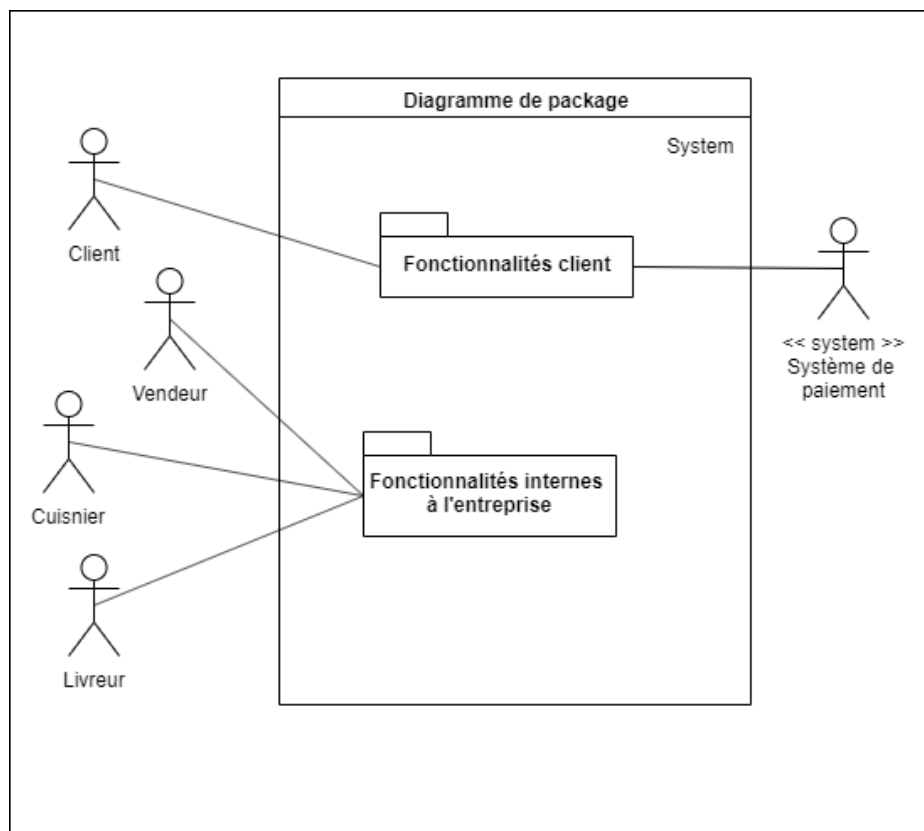 Diagramme de package
System
Client
Fonctionnalités client
<< system >>
Système de
paiement
Vendeur
Cuisnier
Fonctionnalités internes
à l'entreprise
Livreur